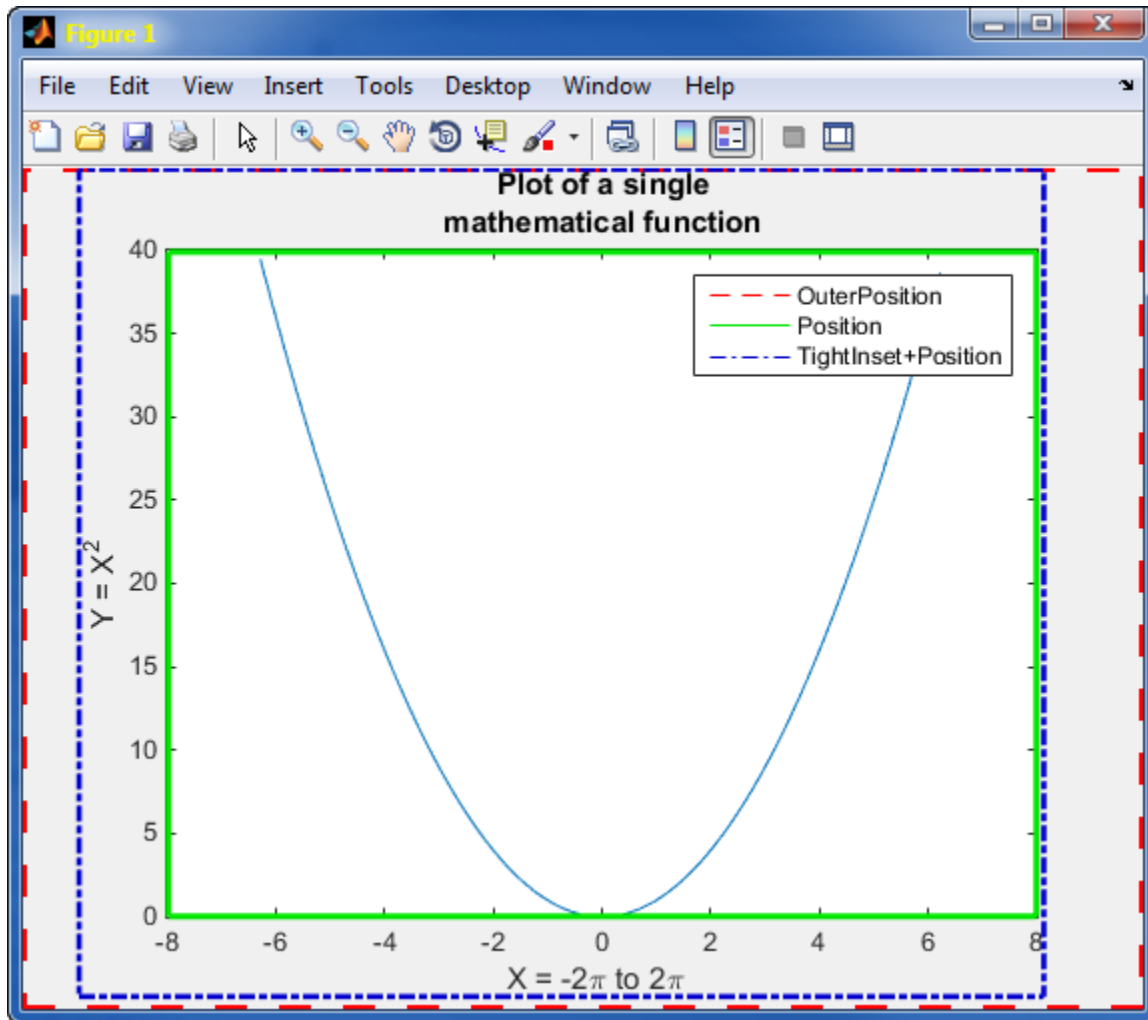 Figure 1
File Edit View Insert Tools Desktop Window Help
Plot of a single
mathematical function
OuterPosition
Position
TightInset+Position
40
35
30
25
20
15
10
5
0
Y = X²
-8 -6 -4 -2 0 2 4 6 8
X = -2π to 2π